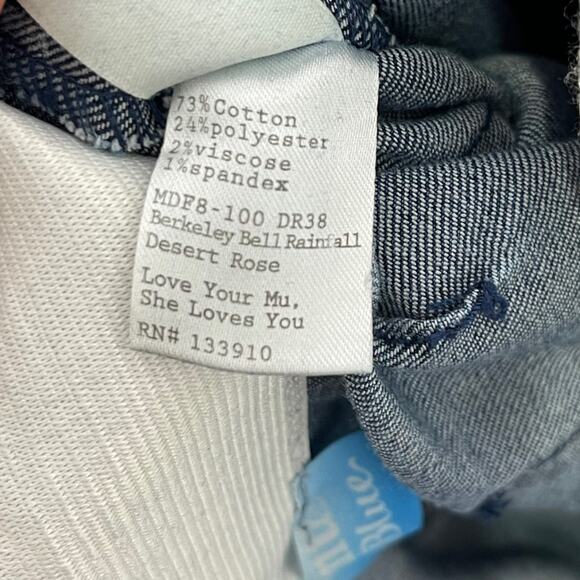 73%Cotton
24%polyester
2%viscose
1%spandex
MDF8-100 DR38
Berkeley Bell Rainfall
Desert Rose
Love Your Mu,
She Loves You
RN# 133910
mu
Blue